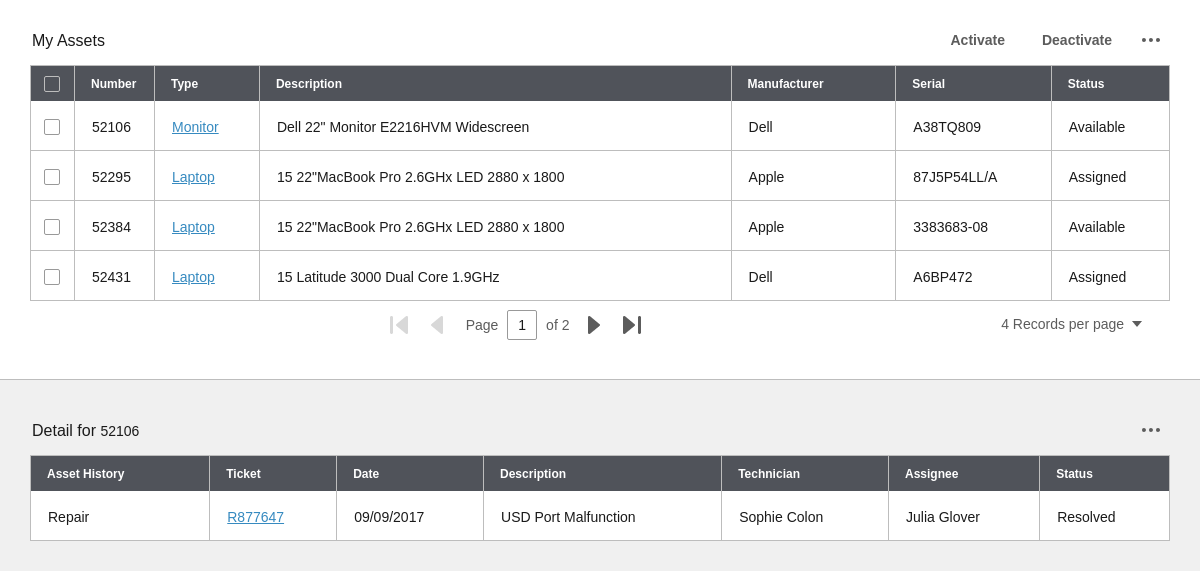 My Assets
Activate Deactivate
Number Type Description Manufacturer Serial Status
52106 Monitor Dell 22" Monitor E2216HVM Widescreen Dell A38TQ809 Available
52295 Laptop 15 22"MacBook Pro 2.6GHx LED 2880 x 1800 Apple 87J5P54LL/A Assigned
52384 Laptop 15 22"MacBook Pro 2.6GHx LED 2880 x 1800 Apple 3383683-08 Available
52431 Laptop 15 Latitude 3000 Dual Core 1.9GHz Dell A6BP472 Assigned
Page 1 of 2 4 Records per page
Detail for 52106
Asset History Ticket Date Description Technician Assignee Status
Repair R877647 09/09/2017 USD Port Malfunction Sophie Colon Julia Glover Resolved